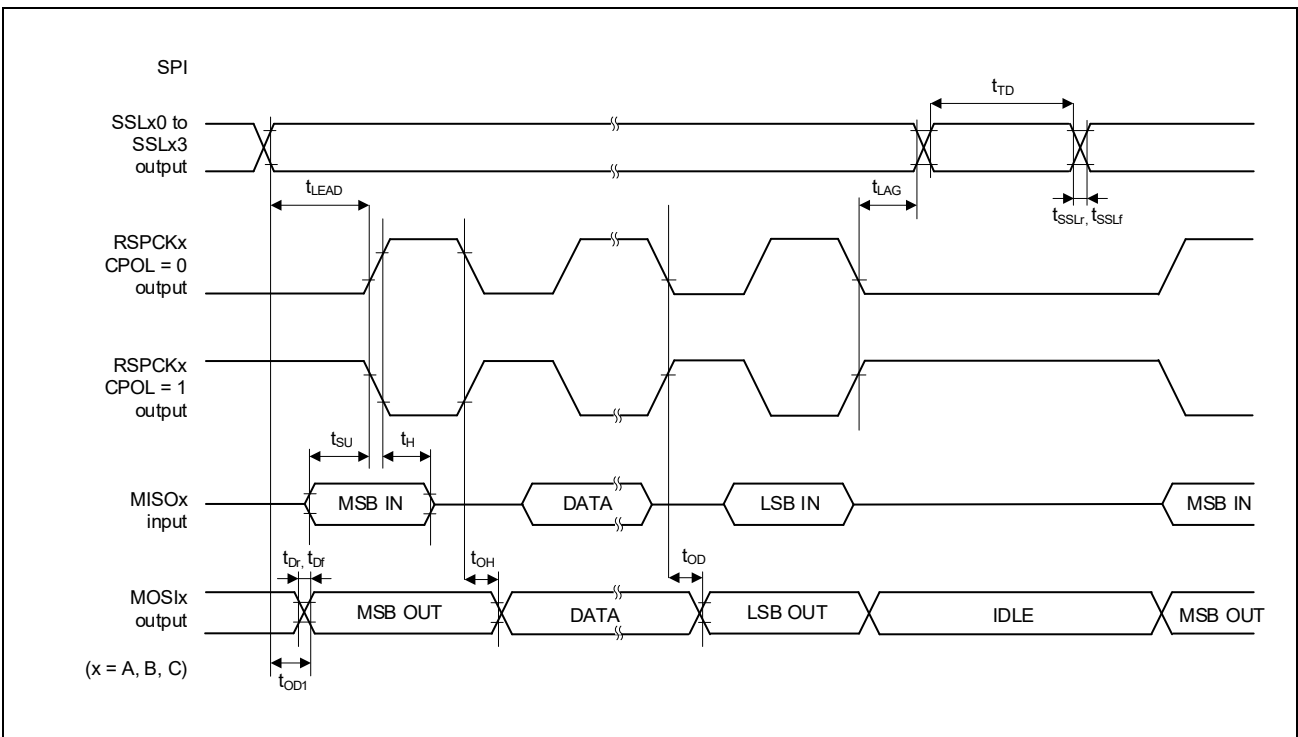 SPI
SSLx0 to
SSLx3
output
tTD
tLEAD
tLAG
tSSLr, tSSLf
RSPCKx
CPOL = 0
output
RSPCKx
CPOL = 1
output
tSU
tH
MISOx
input
MSB IN
DATA
LSB IN
MSB IN
tDr, tDf
tOH
tOD
MOSIx
output
MSB OUT
DATA
LSB OUT
IDLE
MSB OUT
(x = A, B, C)
tOD1